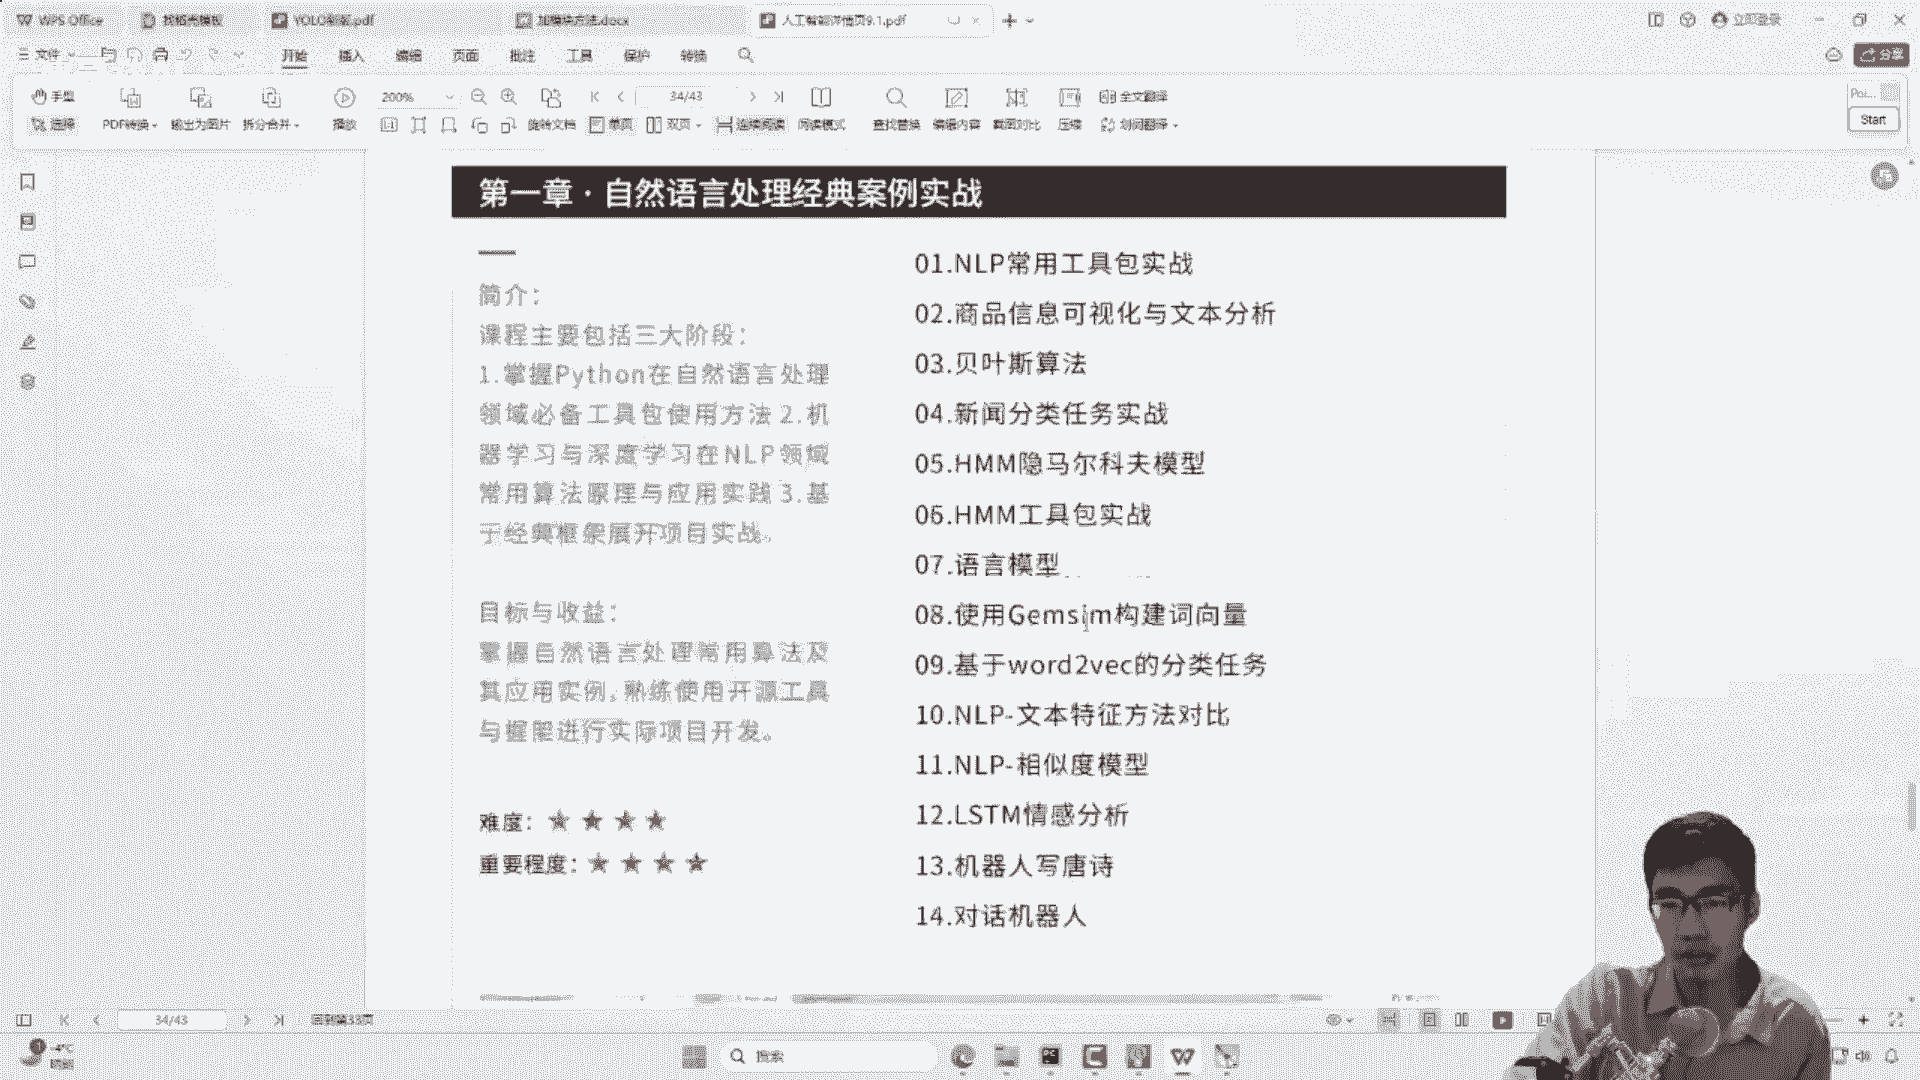 WPS Office
找稻壳模板
YOLO新版.pdf
加模块方法.docx
人工智能详情页9.1.pdf
立即登录
文件
开始 插入 编辑 页面 批注 工具 保护 转换
分享
手型
选择
PDF转换
输出为图片
拆分合并
播放
200%
旋转文档
单页
双页
连续阅读
34/43
阅读模式
查找替换
编辑内容
截图对比
压缩
全文翻译
划词翻译
Start
第一章·自然语言处理经典案例实战
简介:
课程主要包括三大阶段:
1.掌握Python在自然语言处理
领域必备工具包使用方法 2.机
器学习与深度学习在NLP领域
常用算法原理与应用实践 3.基
于经典框架展开项目实战。
目标与收益:
掌握自然语言处理常用算法及
其应用实例,熟练使用开源工具
与框架进行实际项目开发。
难度: ★ ★ ★ ★
重要程度: ★ ★ ★ ★
01.NLP常用工具包实战
02.商品信息可视化与文本分析
03.贝叶斯算法
04.新闻分类任务实战
05.HMM隐马尔科夫模型
06.HMM工具包实战
07.语言模型
08.使用Gemsim构建词向量
09.基于word2vec的分类任务
10.NLP-文本特征方法对比
11.NLP-相似度模型
12.LSTM情感分析
13.机器人写唐诗
14.对话机器人
34/43
回到第33页
-4°C
搜索